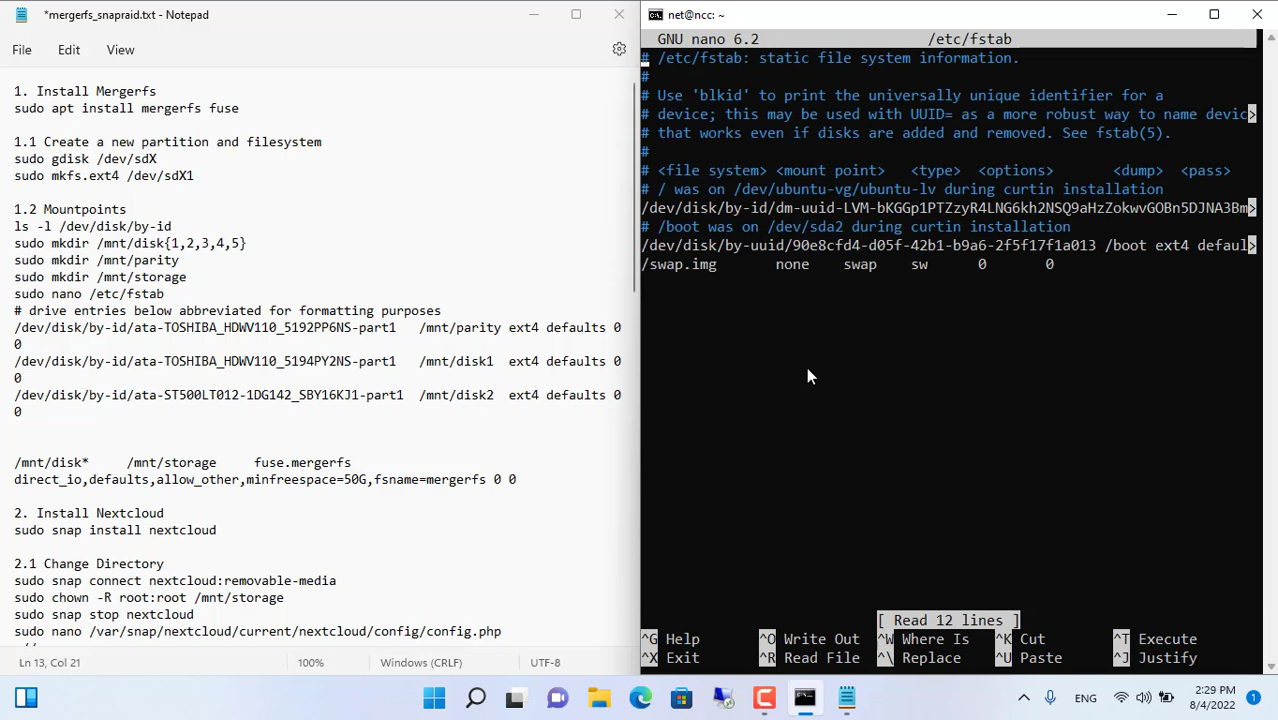 *mergerfs_snapraid.txt - Notepad
File Edit View
1. Install Mergerfs
sudo apt install mergerfs fuse
1.1 Create a new partition and filesystem
sudo gdisk /dev/sdX
sudo mkfs.ext4 /dev/sdX1
1.2 Mountpoints
ls -l /dev/disk/by-id
sudo mkdir /mnt/disk{1,2,3,4,5}
sudo mkdir /mnt/parity
sudo mkdir /mnt/storage
sudo nano /etc/fstab
# drive entries below abbreviated for formatting purposes
/dev/disk/by-id/ata-TOSHIBA_HDWV110_5192PP6NS-part1 /mnt/parity ext4 defaults 0
0
/dev/disk/by-id/ata-TOSHIBA_HDWV110_5194PY2NS-part1 /mnt/disk1 ext4 defaults 0
0
/dev/disk/by-id/ata-ST500LT012-1DG142_SBY16KJ1-part1 /mnt/disk2 ext4 defaults 0
0
/mnt/disk* /mnt/storage fuse.mergerfs
direct_io,defaults,allow_other,minfreespace=50G,fsname=mergerfs 0 0
2. Install Nextcloud
sudo snap install nextcloud
2.1 Change Directory
sudo snap connect nextcloud:removable-media
sudo chown -R root:root /mnt/storage
sudo snap stop nextcloud
sudo nano /var/snap/nextcloud/current/nextcloud/config/config.php
Ln 13, Col 21 100% Windows (CRLF) UTF-8
net@ncc: ~
GNU nano 6.2 /etc/fstab
# /etc/fstab: static file system information.
#
# Use 'blkid' to print the universally unique identifier for a
# device; this may be used with UUID= as a more robust way to name devic>
# that works even if disks are added and removed. See fstab(5).
#
# <file system> <mount point> <type> <options> <dump> <pass>
# / was on /dev/ubuntu-vg/ubuntu-lv during curtin installation
/dev/disk/by-id/dm-uuid-LVM-bKGGp1PTZzyR4LNG6kh2NSQ9aHzZokwvGOBn5DJNA3Bm>
# /boot was on /dev/sda2 during curtin installation
/dev/disk/by-uuid/90e8cfd4-d05f-42b1-b9a6-2f5f17f1a013 /boot ext4 defaul>
/swap.img none swap sw 0 0
[ Read 12 lines ]
^G Help ^O Write Out ^W Where Is ^K Cut ^T Execute
^X Exit ^R Read File ^\ Replace ^U Paste ^J Justify
ENG
2:29 PM
8/4/2022
1